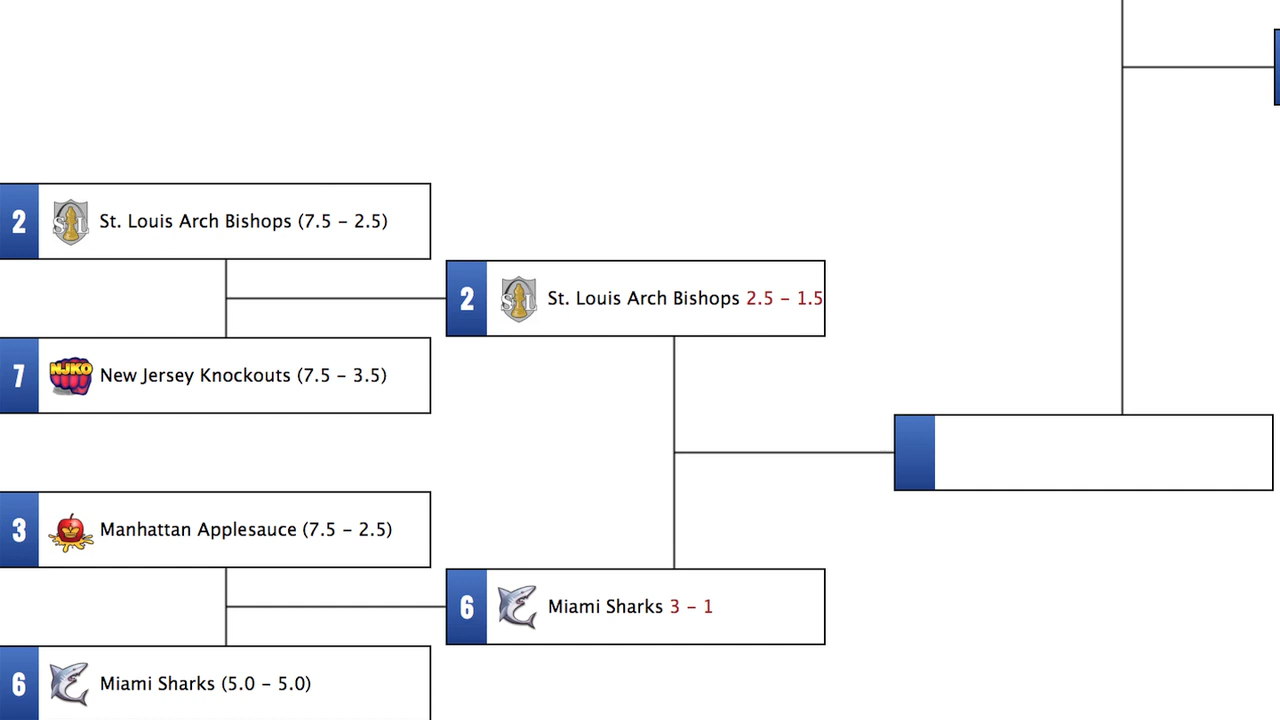 2 St. Louis Arch Bishops (7.5 – 2.5)
2 St. Louis Arch Bishops 2.5 – 1.5
7 NJKO New Jersey Knockouts (7.5 – 3.5)
3 Manhattan Applesauce (7.5 – 2.5)
6 Miami Sharks 3 – 1
6 Miami Sharks (5.0 – 5.0)